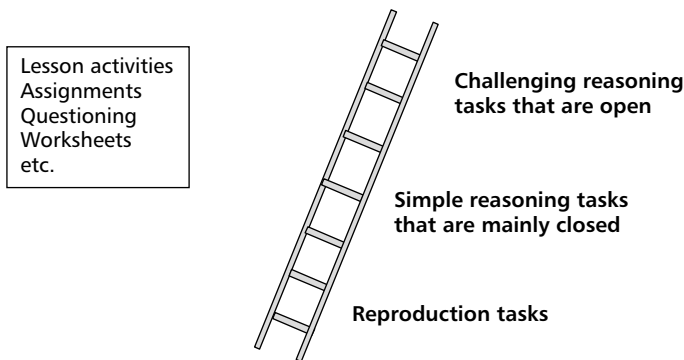 Lesson activities
Assignments
Questioning
Worksheets
etc.
Challenging reasoning
tasks that are open
Simple reasoning tasks
that are mainly closed
Reproduction tasks